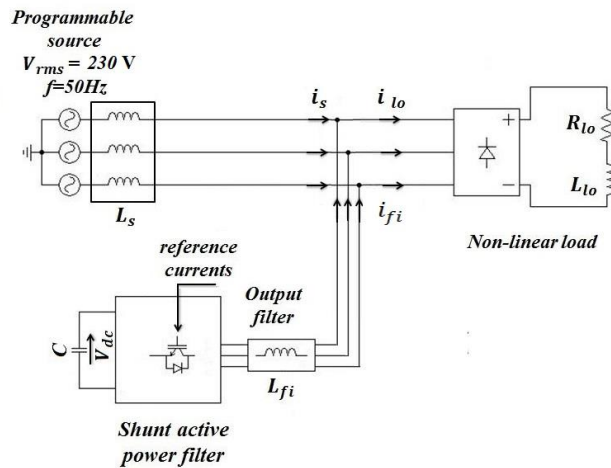 Programmable
source
V_rms = 230 V
f=50Hz
i_s
i_lo
+
R_lo
L_lo
−
L_s
i_fi
Non-linear load
reference
currents
Output
filter
C
V_dc
L_fi
Shunt active
power filter